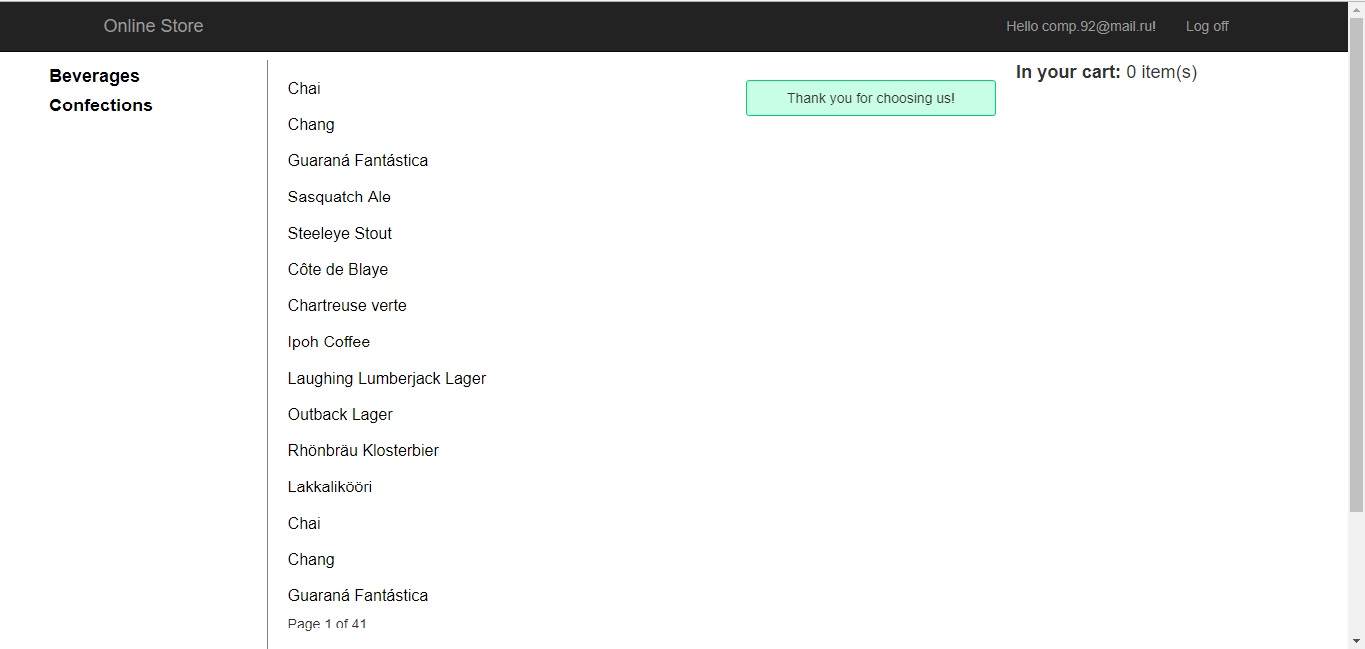 Online Store
Hello comp.92@mail.ru!
Log off
Beverages
Confections
Chai
Chang
Guaraná Fantástica
Sasquatch Ale
Steeleye Stout
Côte de Blaye
Chartreuse verte
Ipoh Coffee
Laughing Lumberjack Lager
Outback Lager
Rhönbräu Klosterbier
Lakkalikööri
Chai
Chang
Guaraná Fantástica
Page 1 of 41
Thank you for choosing us!
In your cart: 0 item(s)